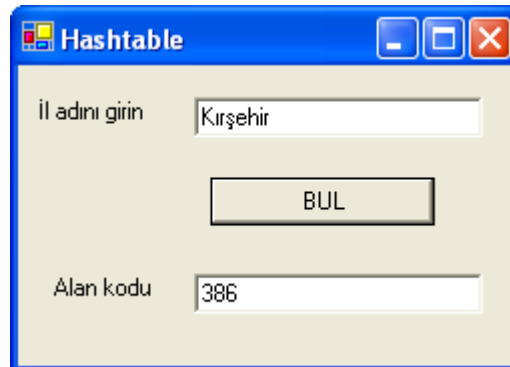 Hashtable
İl adını girin
Kırşehir
BUL
Alan kodu
386